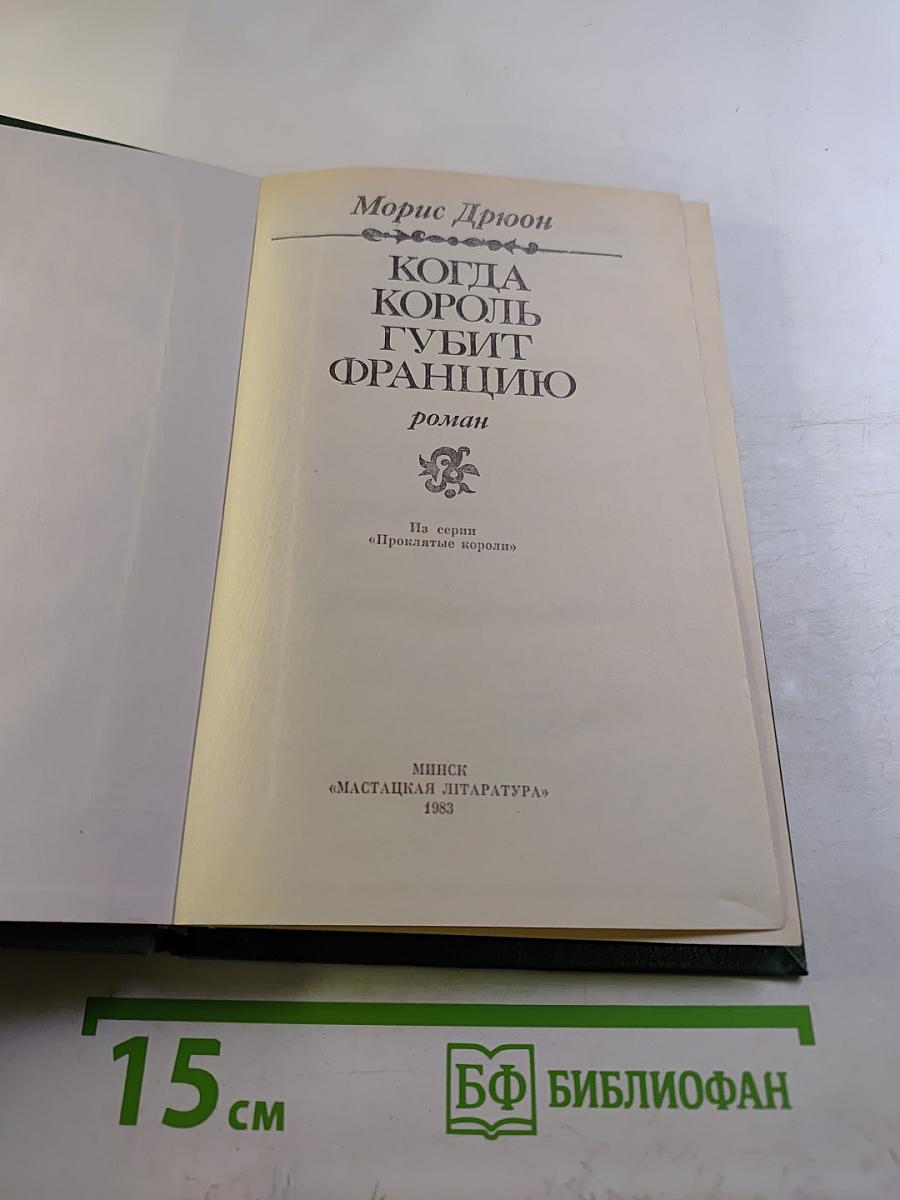 Морис Дрюон
КОГДА
КОРОЛЬ
ГУБИТ
ФРАНЦИЮ
роман
Из серии
«Проклятые короли»
МИНСК
«МАСТАЦКАЯ ЛІТАРАТУРА»
1983
15 см
БФ БИБЛИОФАН